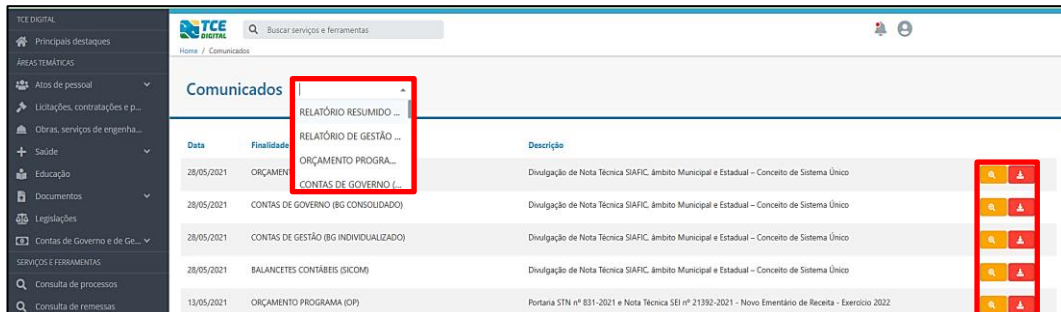 TCE DIGITAL
Principais destaques
ÁREAS TEMÁTICAS
Atos de pessoal
Licitações, contratações e p...
Obras, serviços de engenha...
Saúde
Educação
Documentos
Legislações
Contas de Governo e de Ge...
SERVIÇOS E FERRAMENTAS
Consulta de processos
Consulta de remessas
TCE
DIGITAL
Buscar serviços e ferramentas
Home / Comunicados
Comunicados
RELATÓRIO RESUMIDO ...
RELATÓRIO DE GESTÃO ...
ORÇAMENTO PROGRA...
CONTAS DE GOVERNO (...
Data Finalidade Descrição
28/05/2021 ORÇAMENT Divulgação de Nota Técnica SIAFIC, âmbito Municipal e Estadual – Conceito de Sistema Único
28/05/2021 CONTAS DE GOVERNO (BG CONSOLIDADO) Divulgação de Nota Técnica SIAFIC, âmbito Municipal e Estadual – Conceito de Sistema Único
28/05/2021 CONTAS DE GESTÃO (BG INDIVIDUALIZADO) Divulgação de Nota Técnica SIAFIC, âmbito Municipal e Estadual – Conceito de Sistema Único
28/05/2021 BALANCETES CONTÁBEIS (SICOM) Divulgação de Nota Técnica SIAFIC, âmbito Municipal e Estadual – Conceito de Sistema Único
13/05/2021 ORÇAMENTO PROGRAMA (OP) Portaria STN nº 831-2021 e Nota Técnica SEI nº 21392-2021 - Novo Ementário de Receita - Exercício 2022